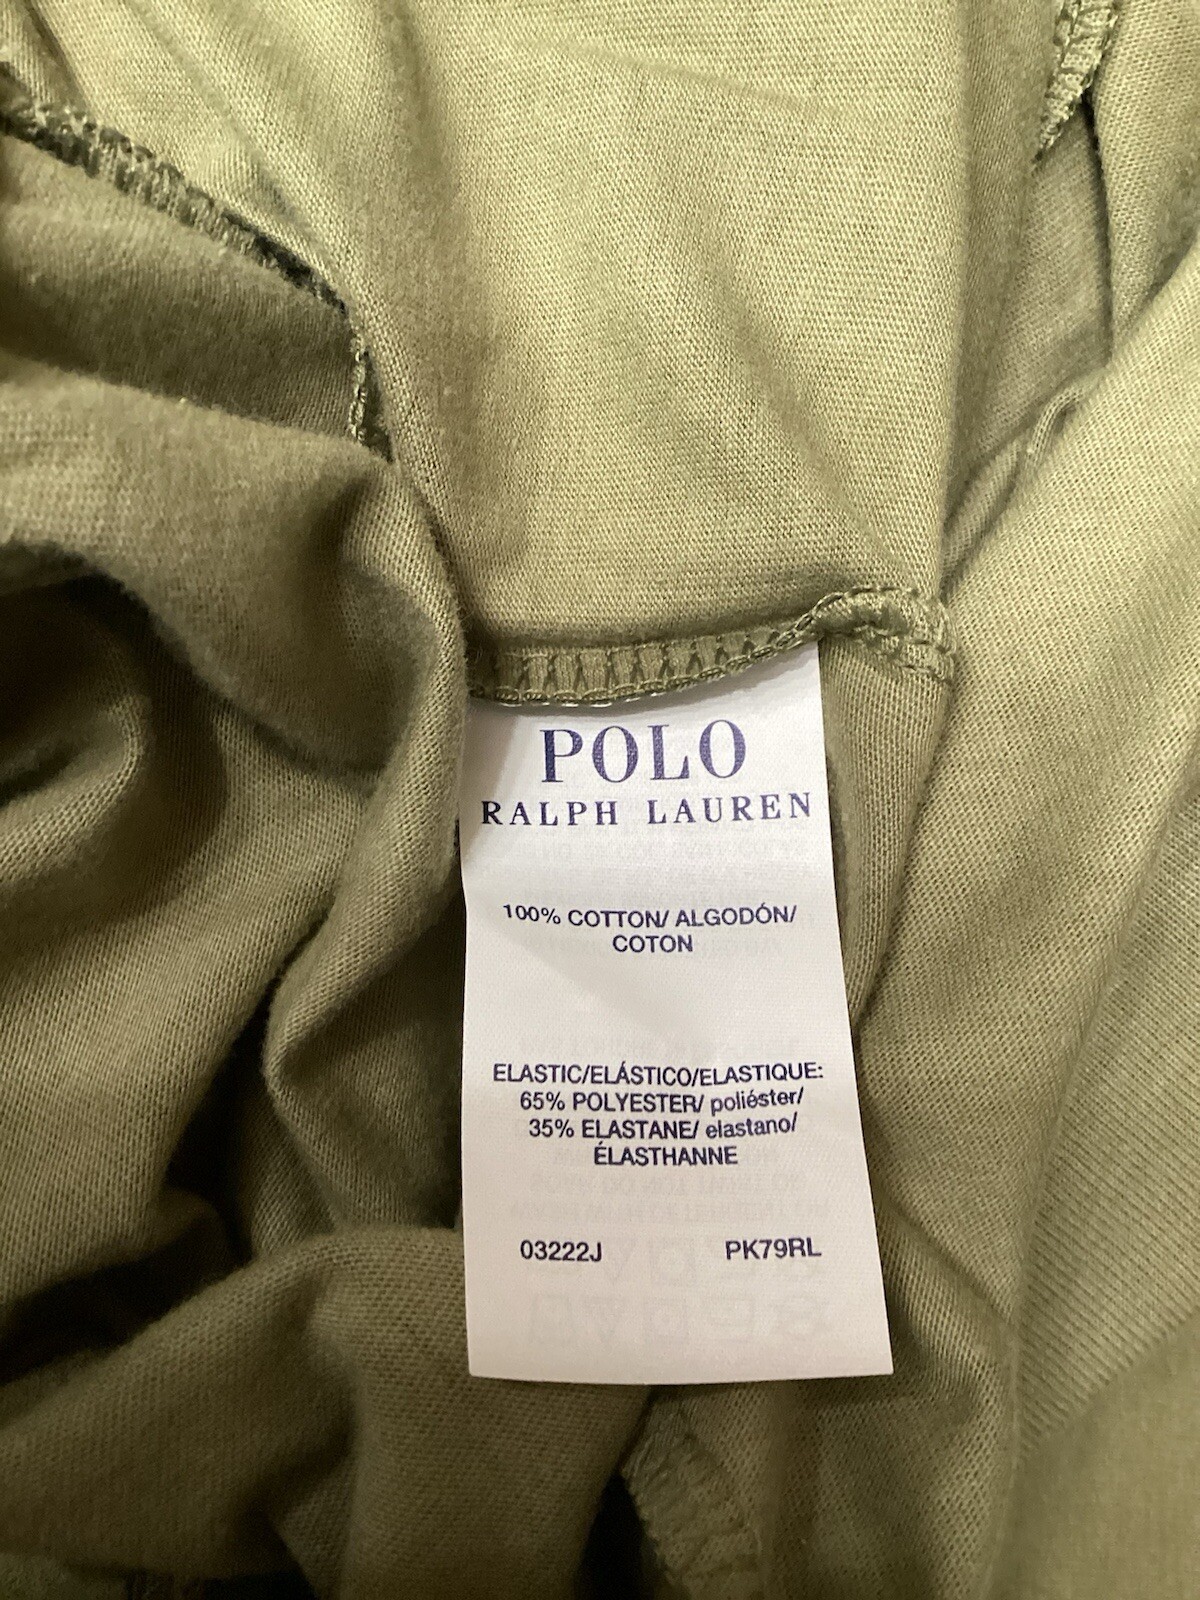 POLO
RALPH LAUREN
100% COTTON/ ALGODÓN/
COTON
ELASTIC/ELÁSTICO/ELASTIQUE:
65% POLYESTER/ poliéster/
35% ELASTANE/ elastano/
ÉLASTHANNE
03222J PK79RL